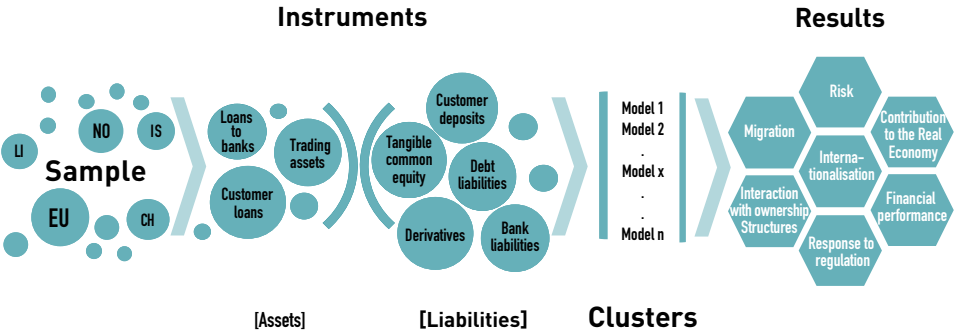 Instruments
Results
LI
NO
IS
Sample
EU
CH
Loans
to
banks
Trading
assets
Customer
loans
Customer
deposits
Tangible
common
equity
Debt
liabilities
Derivatives
Bank
liabilities
Model 1
Model 2
.
Model x
.
.
Model n
Risk
Migration
Contribution
to the Real
Economy
Interna-
tionalisation
Interaction
with ownership
Structures
Financial
performance
Response to
regulation
[Assets]
[Liabilities]
Clusters